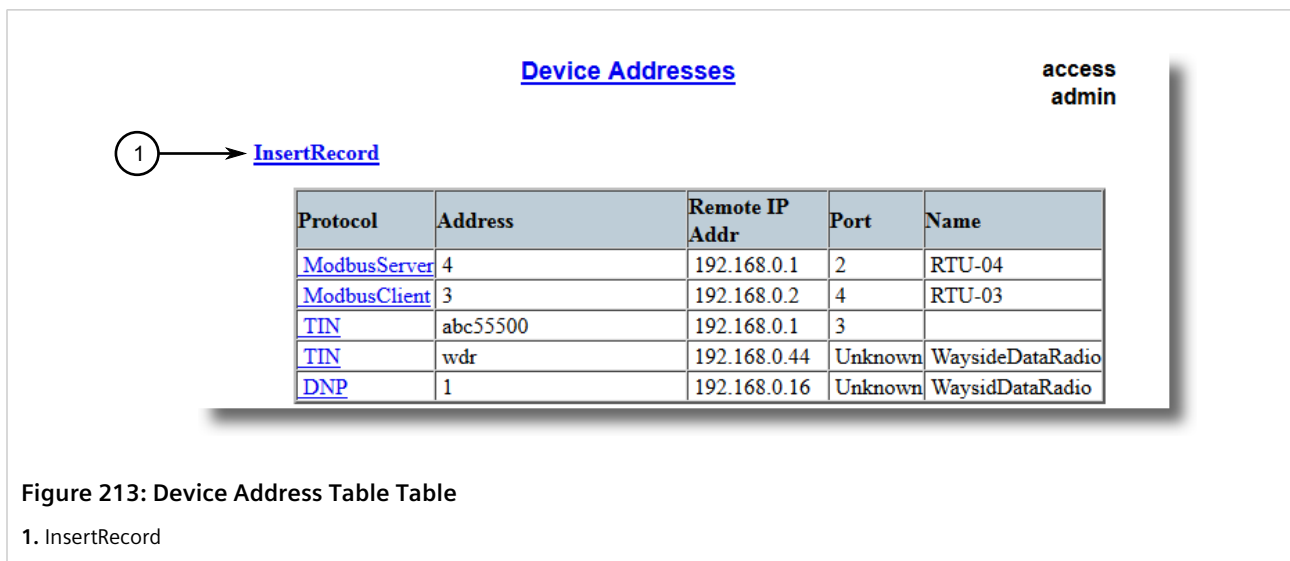 Device Addresses
access
admin
1
InsertRecord
Protocol Address Remote IP Addr Port Name
ModbusServer 4 192.168.0.1 2 RTU-04
ModbusClient 3 192.168.0.2 4 RTU-03
TIN abc55500 192.168.0.1 3
TIN wdr 192.168.0.44 Unknown WaysideDataRadio
DNP 1 192.168.0.16 Unknown WaysidDataRadio
Figure 213: Device Address Table Table
1. InsertRecord